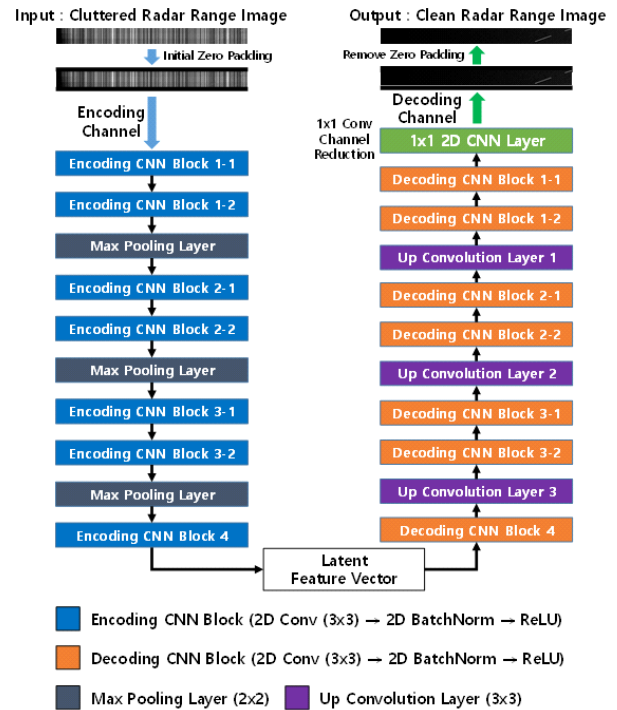 Input : Cluttered Radar Range Image
Initial Zero Padding
Encoding
Channel
Encoding CNN Block 1-1
Encoding CNN Block 1-2
Max Pooling Layer
Encoding CNN Block 2-1
Encoding CNN Block 2-2
Max Pooling Layer
Encoding CNN Block 3-1
Encoding CNN Block 3-2
Max Pooling Layer
Encoding CNN Block 4
Latent
Feature Vector
Output : Clean Radar Range Image
Remove Zero Padding
Decoding
Channel
1x1 Conv
Channel
Reduction
1x1 2D CNN Layer
Decoding CNN Block 1-1
Decoding CNN Block 1-2
Up Convolution Layer 1
Decoding CNN Block 2-1
Decoding CNN Block 2-2
Up Convolution Layer 2
Decoding CNN Block 3-1
Decoding CNN Block 3-2
Up Convolution Layer 3
Decoding CNN Block 4
Encoding CNN Block (2D Conv (3x3) → 2D BatchNorm → ReLU)
Decoding CNN Block (2D Conv (3x3) → 2D BatchNorm → ReLU)
Max Pooling Layer (2x2)
Up Convolution Layer (3x3)